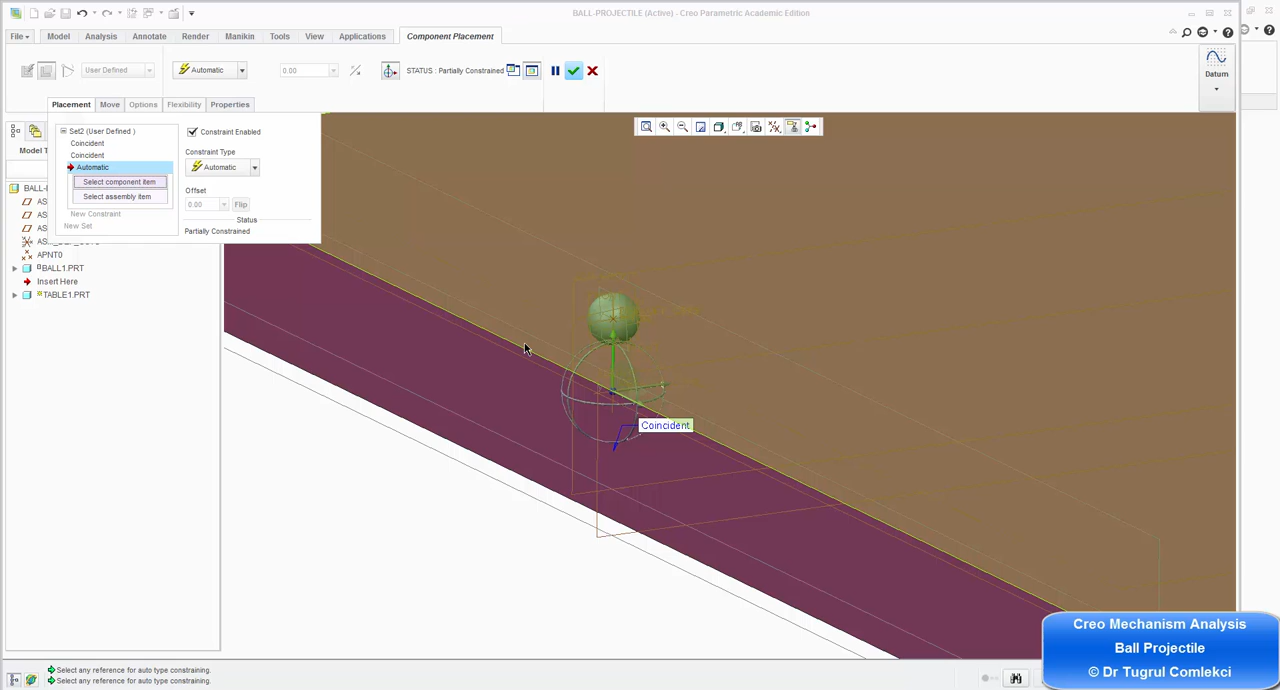 BALL-PROJECTILE (Active) - Creo Parametric Academic Edition
File
Model
Analysis
Annotate
Render
Manikin
Tools
View
Applications
Component Placement
User Defined
Automatic
0.00
STATUS : Partially Constrained
Datum
Placement
Move
Options
Flexibility
Properties
Set2 (User Defined )
Coincident
Coincident
Automatic
Select component item
Select assembly item
New Constraint
New Set
Constraint Enabled
Constraint Type
Automatic
Offset
0.00
Flip
Status
Partially Constrained
Model T
BALL-
AS
AS
APNT0
BALL1.PRT
Insert Here
TABLE1.PRT
Coincident
Select any reference for auto type constraining.
Select any reference for auto type constraining.
Creo Mechanism Analysis
Ball Projectile
© Dr Tugrul Comlekci